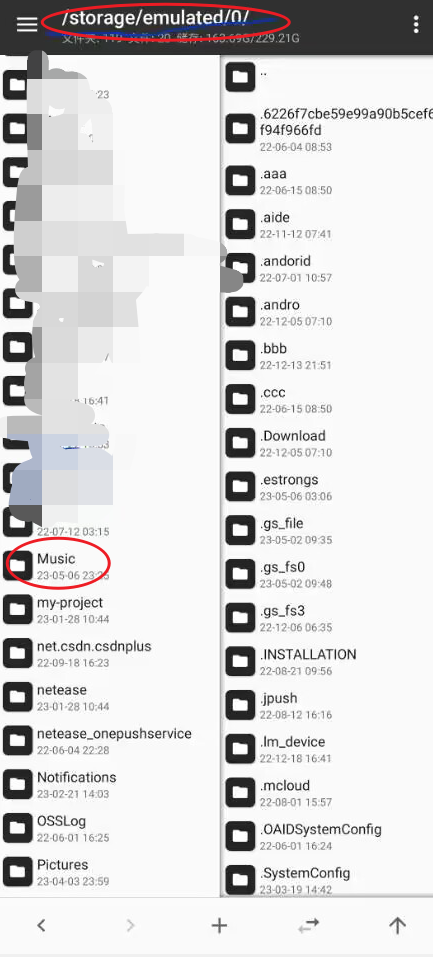 /storage/emulated/0/
文件夹: 119 文件: 20 储存: 163.69G/229.21G
16:41
22-07-12 03:15
Music
23-05-06 23:35
my-project
23-01-28 10:44
net.csdn.csdnplus
22-09-18 16:23
netease
23-01-28 10:44
netease_onepushservice
22-06-04 22:28
Notifications
23-02-21 14:03
OSSLog
22-06-01 16:25
Pictures
23-04-03 23:59
..
.6226f7cbe59e99a90b5cef6
f94f966fd
22-06-04 08:53
.aaa
22-06-15 08:50
.aide
22-11-12 07:41
.andorid
22-07-01 10:57
.andro
22-12-05 07:10
.bbb
22-12-13 21:51
.ccc
22-06-15 08:50
.Download
22-12-05 07:10
.estrongs
23-05-06 03:06
.gs_file
23-05-02 09:35
.gs_fs0
23-05-02 09:48
.gs_fs3
22-12-06 06:35
.INSTALLATION
22-08-21 09:56
.jpush
22-08-12 16:16
.lm_device
22-12-18 16:41
.mcloud
22-08-01 15:57
.OAIDSystemConfig
22-06-01 16:24
.SystemConfig
23-03-19 14:42